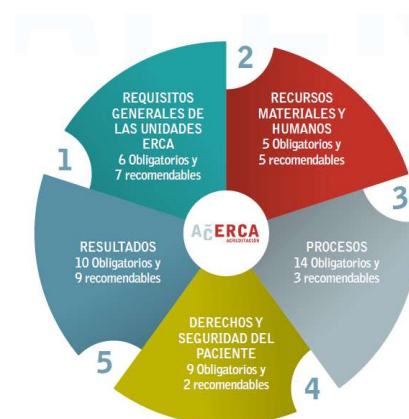 1
REQUISITOS
GENERALES DE
LAS UNIDADES
ERCA
6 Obligatorios y
7 recomendables
2
RECURSOS
MATERIALES Y
HUMANOS
5 Obligatorios y
5 recomendables
3
PROCESOS
14 Obligatorios y
3 recomendables
4
DERECHOS Y
SEGURIDAD DEL
PACIENTE
9 Obligatorios y
2 recomendables
5
RESULTADOS
10 Obligatorios y
9 recomendables
ACERCA
ACREDITACIÓN